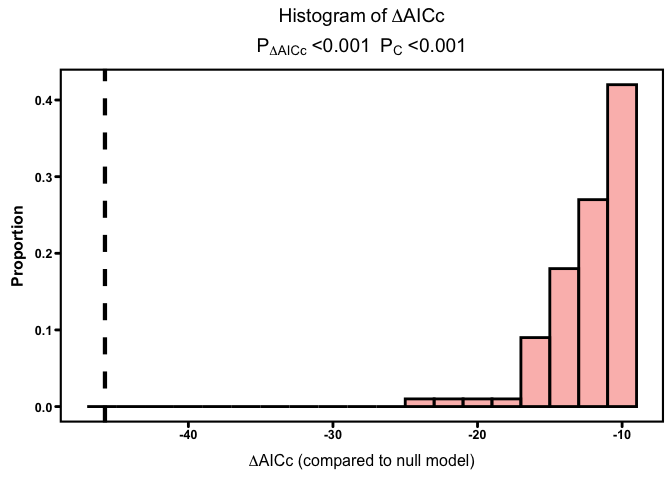 Histogram of ΔAICc
PΔAICc <0.001 PC <0.001
Proportion
0.4
0.3
0.2
0.1
0.0
-40 -30 -20 -10
ΔAICc (compared to null model)